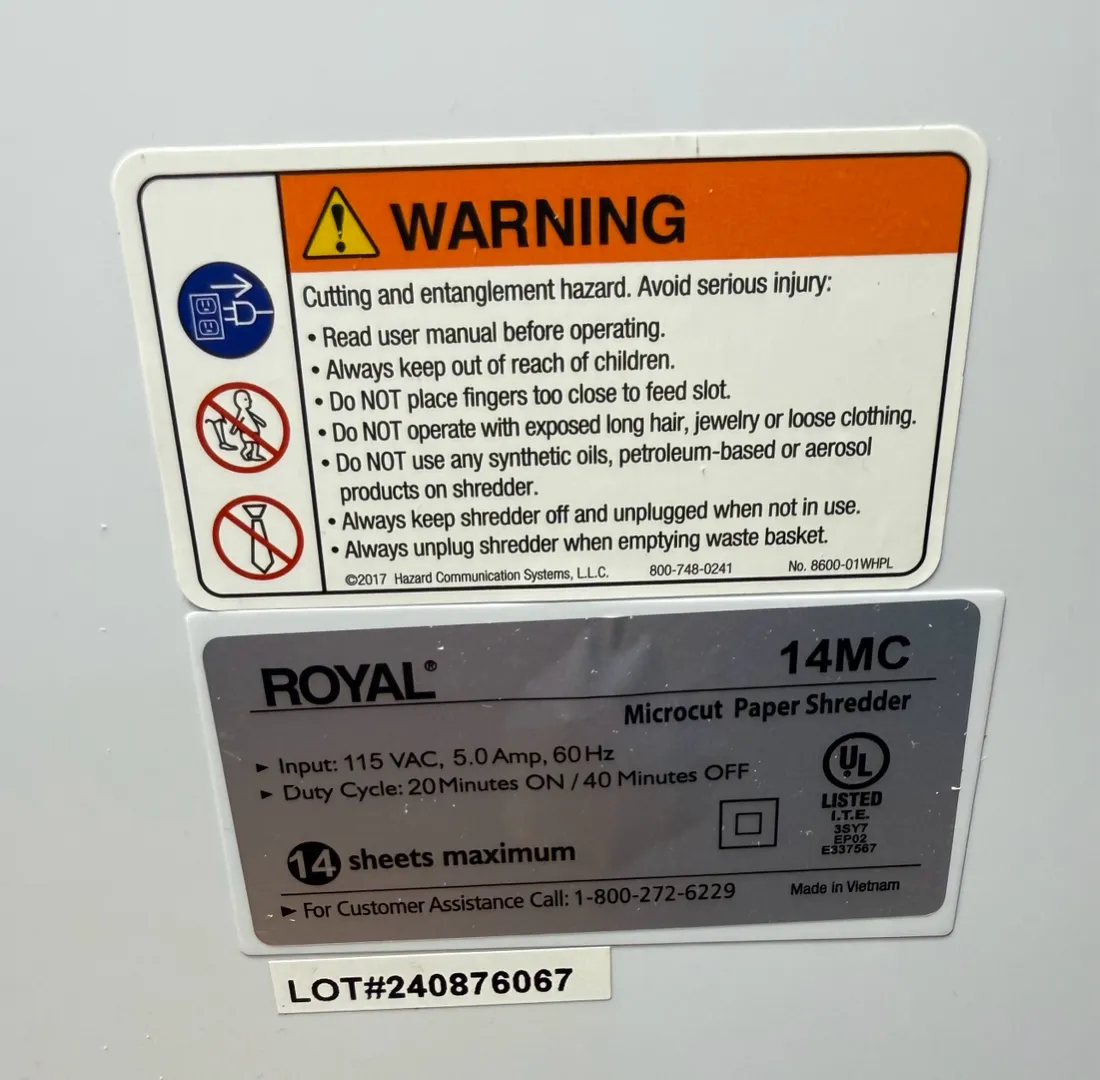 WARNING
Cutting and entanglement hazard. Avoid serious injury:
• Read user manual before operating.
• Always keep out of reach of children.
• Do NOT place fingers too close to feed slot.
• Do NOT operate with exposed long hair, jewelry or loose clothing.
• Do NOT use any synthetic oils, petroleum-based or aerosol
products on shredder.
• Always keep shredder off and unplugged when not in use.
• Always unplug shredder when emptying waste basket.
©2017 Hazard Communication Systems, L.L.C. 800-748-0241 No. 8600-01WHPL
ROYAL® 14MC
Microcut Paper Shredder
► Input: 115 VAC, 5.0 Amp, 60 Hz
► Duty Cycle: 20 Minutes ON / 40 Minutes OFF
UL
LISTED
I.T.E.
3SY7
EP02
E337567
14 sheets maximum
► For Customer Assistance Call: 1-800-272-6229 Made in Vietnam
LOT#240876067